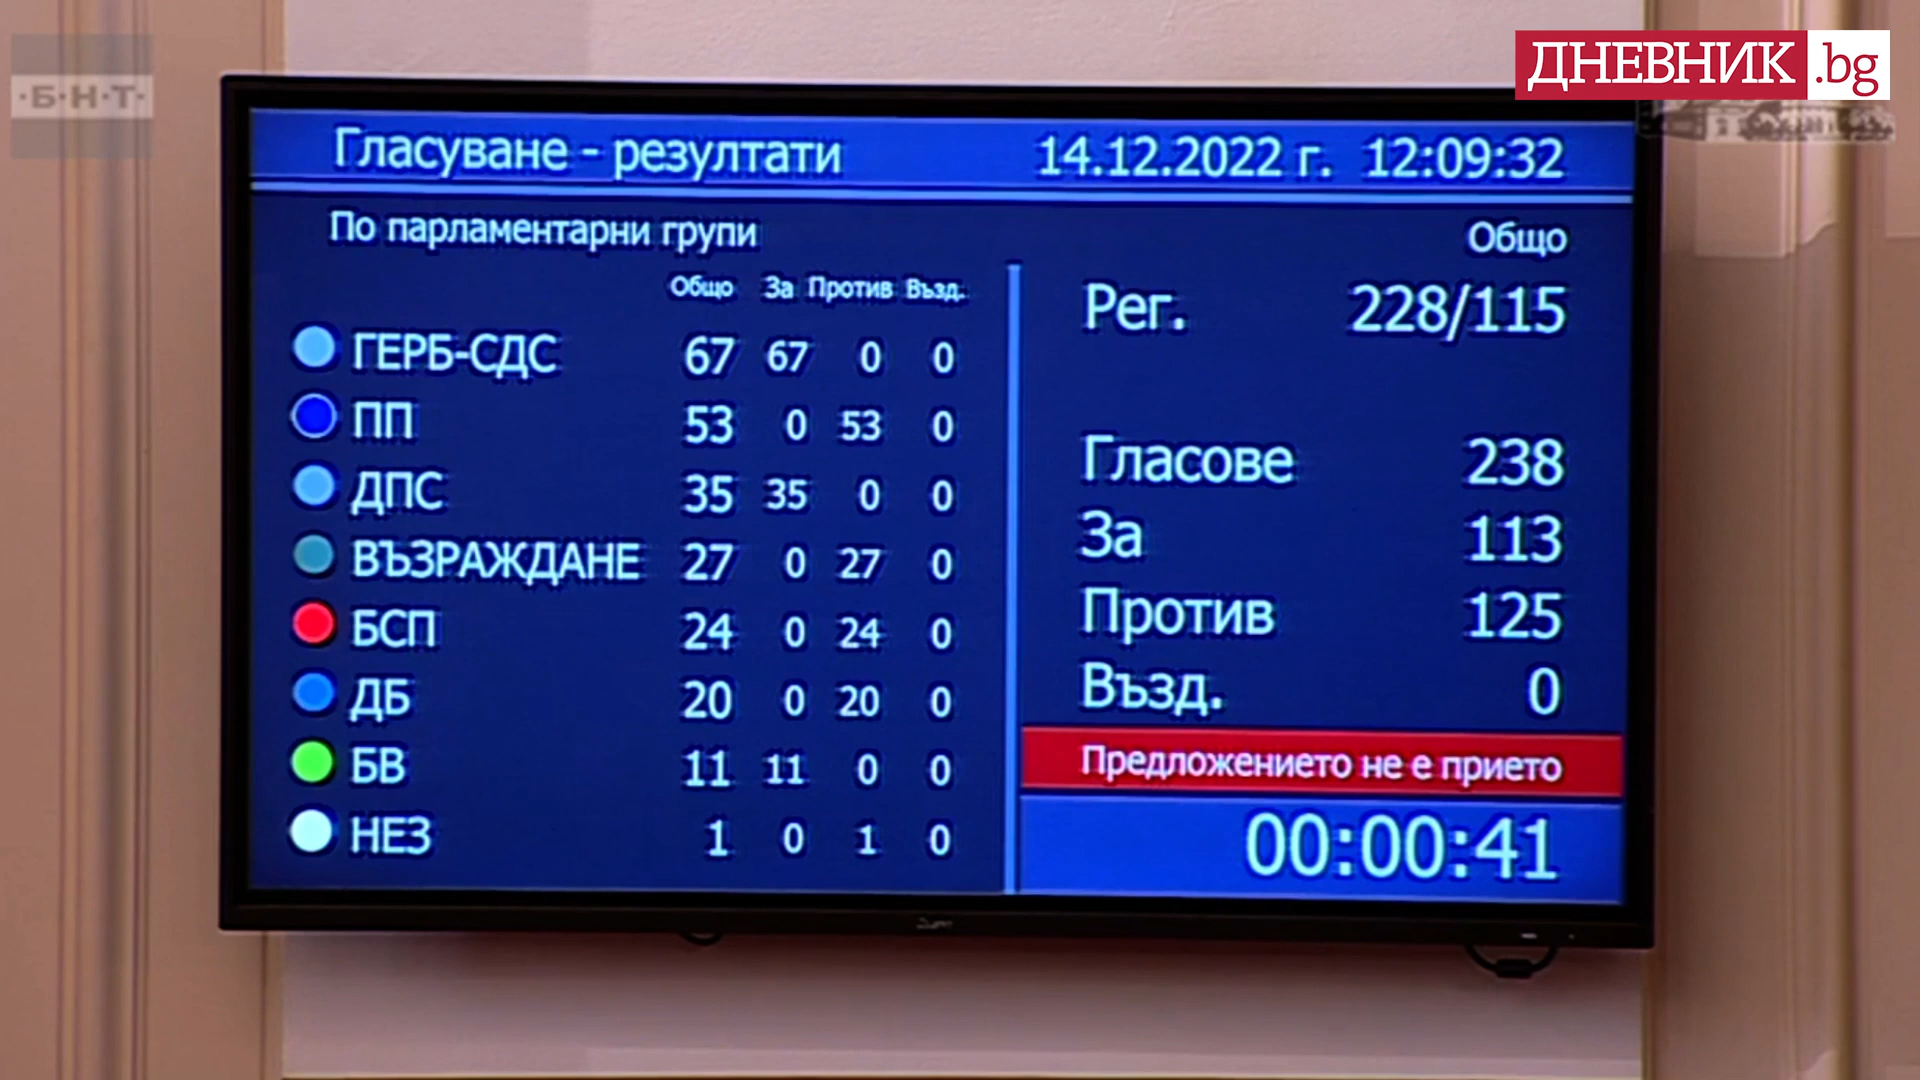 ДНЕВНИК .bg
·Б·Н·Т·
Гласуване - резултати 14.12.2022 г. 12:09:32
По парламентарни групи
Общо За Против Възд.
ГЕРБ-СДС 67 67 0 0
ПП 53 0 53 0
ДПС 35 35 0 0
ВЪЗРАЖДАНЕ 27 0 27 0
БСП 24 0 24 0
ДБ 20 0 20 0
БВ 11 11 0 0
НЕЗ 1 0 1 0
Общо
Рег. 228/115
Гласове 238
За 113
Против 125
Възд. 0
Предложението не е прието
00:00:41